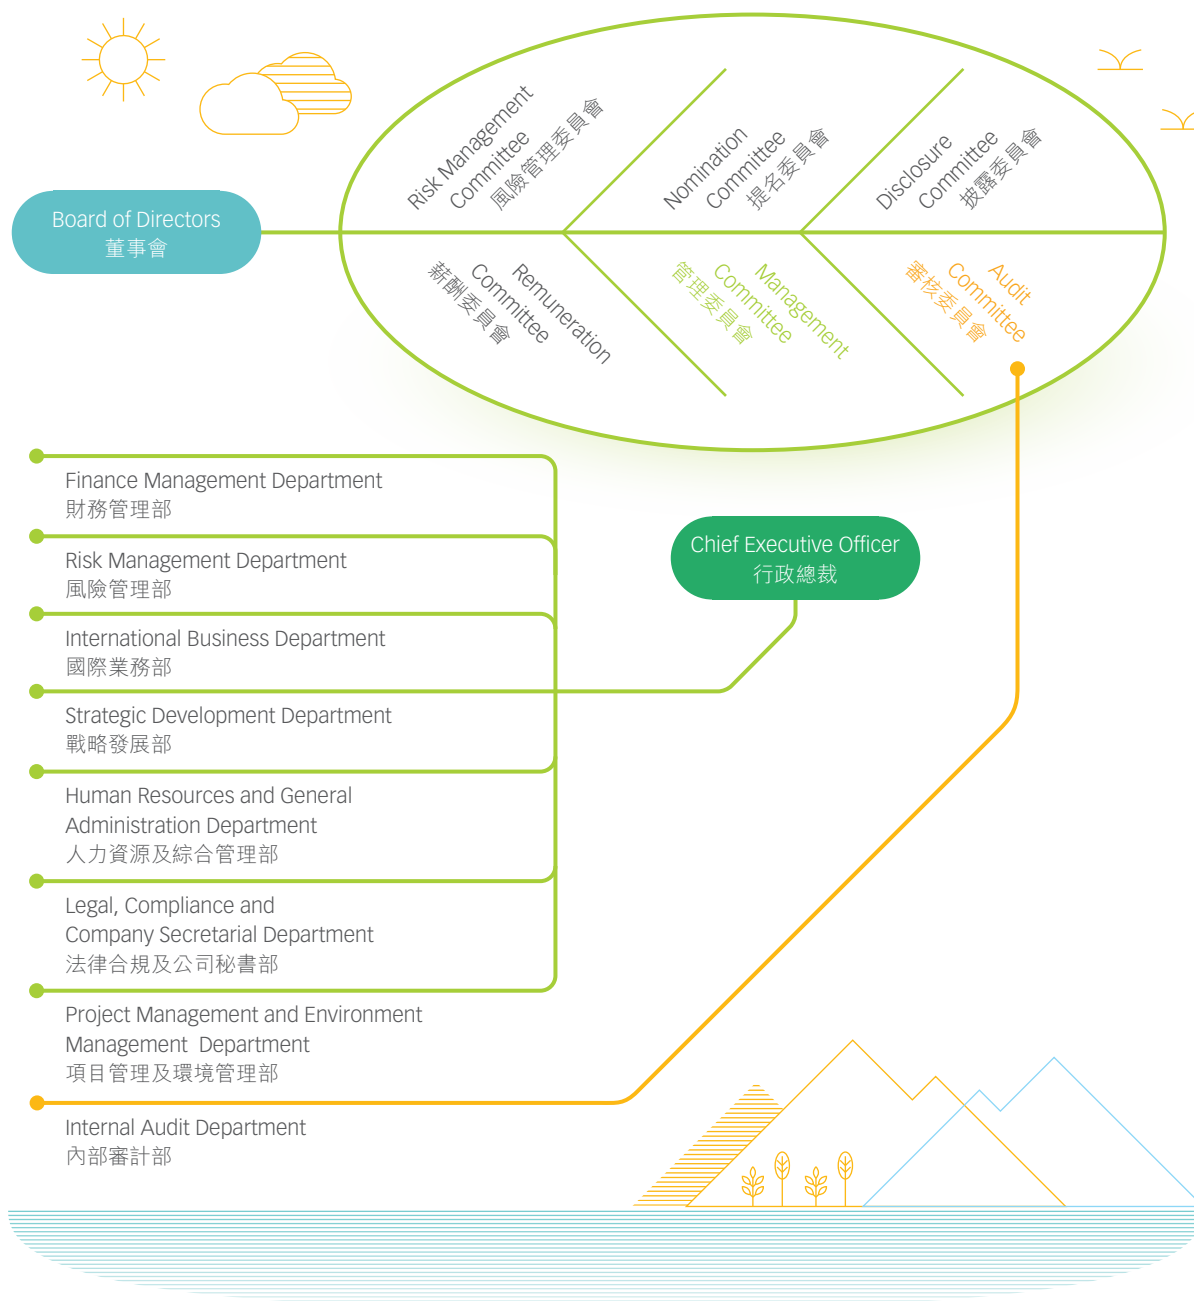 Board of Directors
董事會
Risk Management
Committee
風險管理委員會
Nomination
Committee
提名委員會
Disclosure
Committee
披露委員會
Remuneration
Committee
薪酬委員會
Management
Committee
管理委員會
Audit
Committee
審核委員會
Chief Executive Officer
行政總裁
Finance Management Department
財務管理部
Risk Management Department
風險管理部
International Business Department
國際業務部
Strategic Development Department
戰略發展部
Human Resources and General
Administration Department
人力資源及綜合管理部
Legal, Compliance and
Company Secretarial Department
法律合規及公司秘書部
Project Management and Environment
Management Department
項目管理及環境管理部
Internal Audit Department
內部審計部